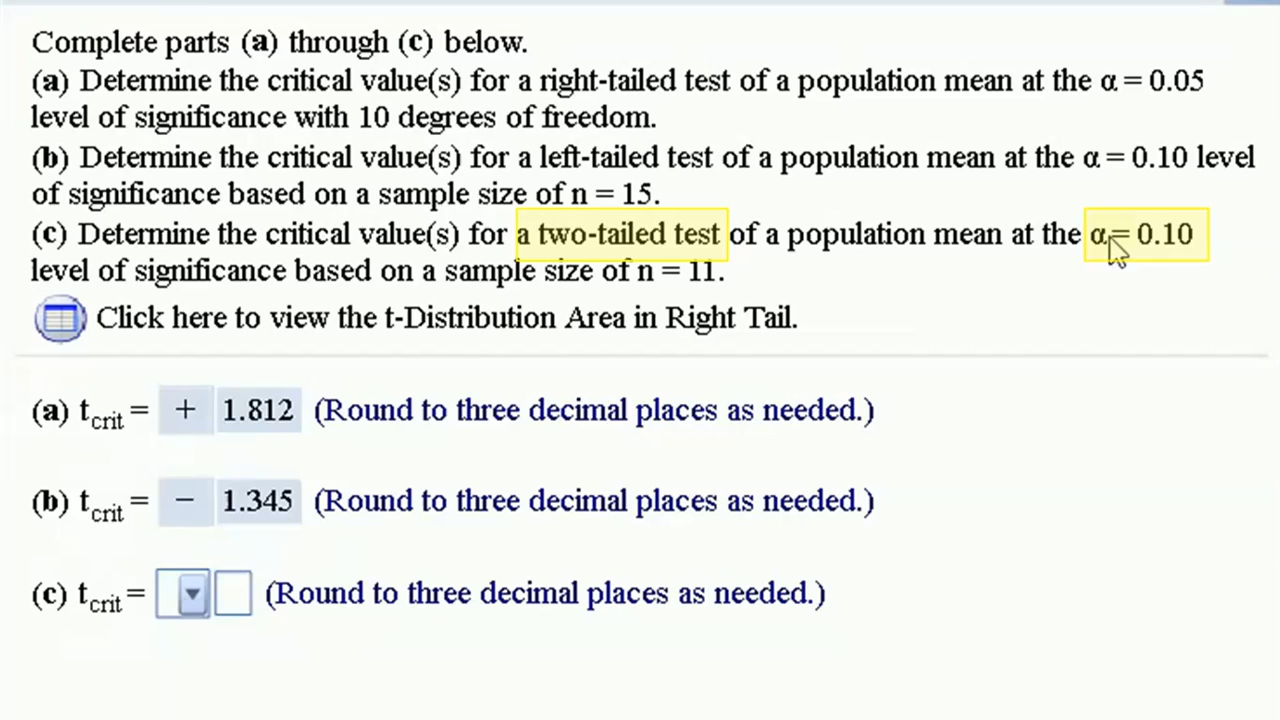 Complete parts (a) through (c) below.
(a) Determine the critical value(s) for a right-tailed test of a population mean at the α = 0.05
level of significance with 10 degrees of freedom.
(b) Determine the critical value(s) for a left-tailed test of a population mean at the α = 0.10 level
of significance based on a sample size of n = 15.
(c) Determine the critical value(s) for a two-tailed test of a population mean at the α = 0.10
level of significance based on a sample size of n = 11.
Click here to view the t-Distribution Area in Right Tail.
(a) tcrit = + 1.812 (Round to three decimal places as needed.)
(b) tcrit = − 1.345 (Round to three decimal places as needed.)
(c) tcrit = (Round to three decimal places as needed.)